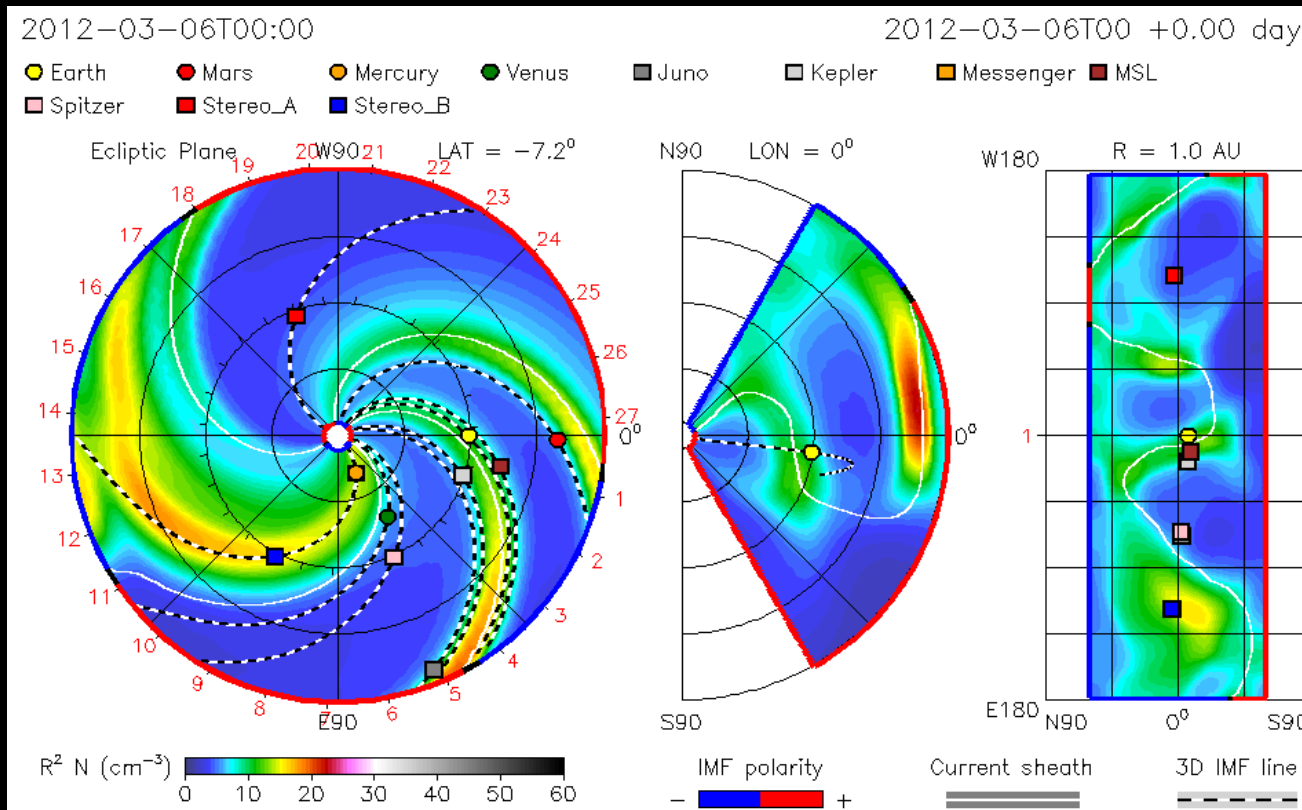 2012-03-06T00:00 2012-03-06T00 +0.00 day
Earth Mars Mercury Venus Juno Kepler Messenger MSL
Spitzer Stereo_A Stereo_B
Ecliptic Plane W90 LAT = -7.2° N90 LON = 0° W180 R = 1.0 AU
20 21
19 22
18 23
17 24
16 25
15 26
14 27
0° 0° 1
13
12 1
11 2
10 3
9 4
8 7 6 5
E90 S90 E180 N90 0° S90
R² N (cm⁻³) IMF polarity Current sheath 3D IMF line
0 10 20 30 40 50 60 - +